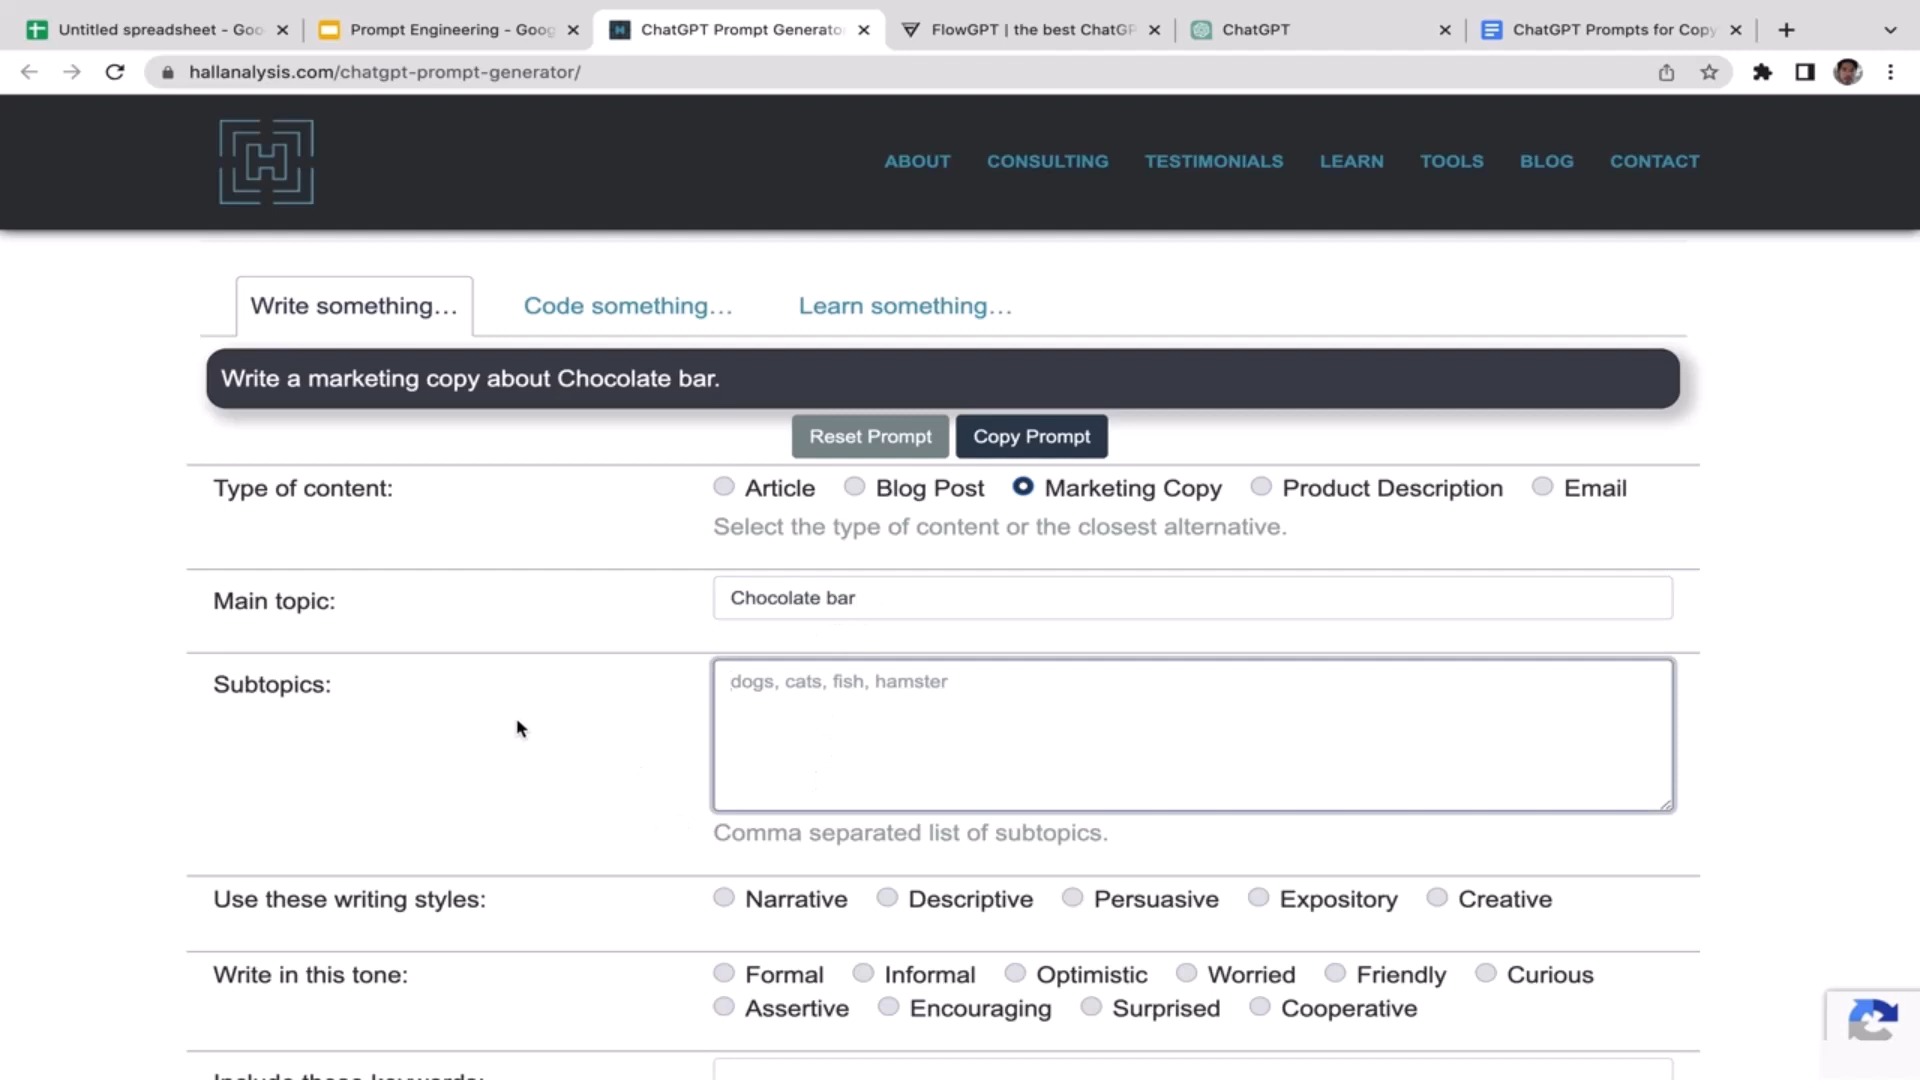 Untitled spreadsheet - Goo
Prompt Engineering - Goog
ChatGPT Prompt Generato
FlowGPT | the best ChatGP
ChatGPT
ChatGPT Prompts for Copy
hallanalysis.com/chatgpt-prompt-generator/
H
ABOUT CONSULTING TESTIMONIALS LEARN TOOLS BLOG CONTACT
Write something... Code something... Learn something...
Write a marketing copy about Chocolate bar.
Reset Prompt Copy Prompt
Type of content: Article Blog Post Marketing Copy Product Description Email
Select the type of content or the closest alternative.
Main topic: Chocolate bar
Subtopics: dogs, cats, fish, hamster
Comma separated list of subtopics.
Use these writing styles: Narrative Descriptive Persuasive Expository Creative
Write in this tone: Formal Informal Optimistic Worried Friendly Curious
Assertive Encouraging Surprised Cooperative
Include these keywords: